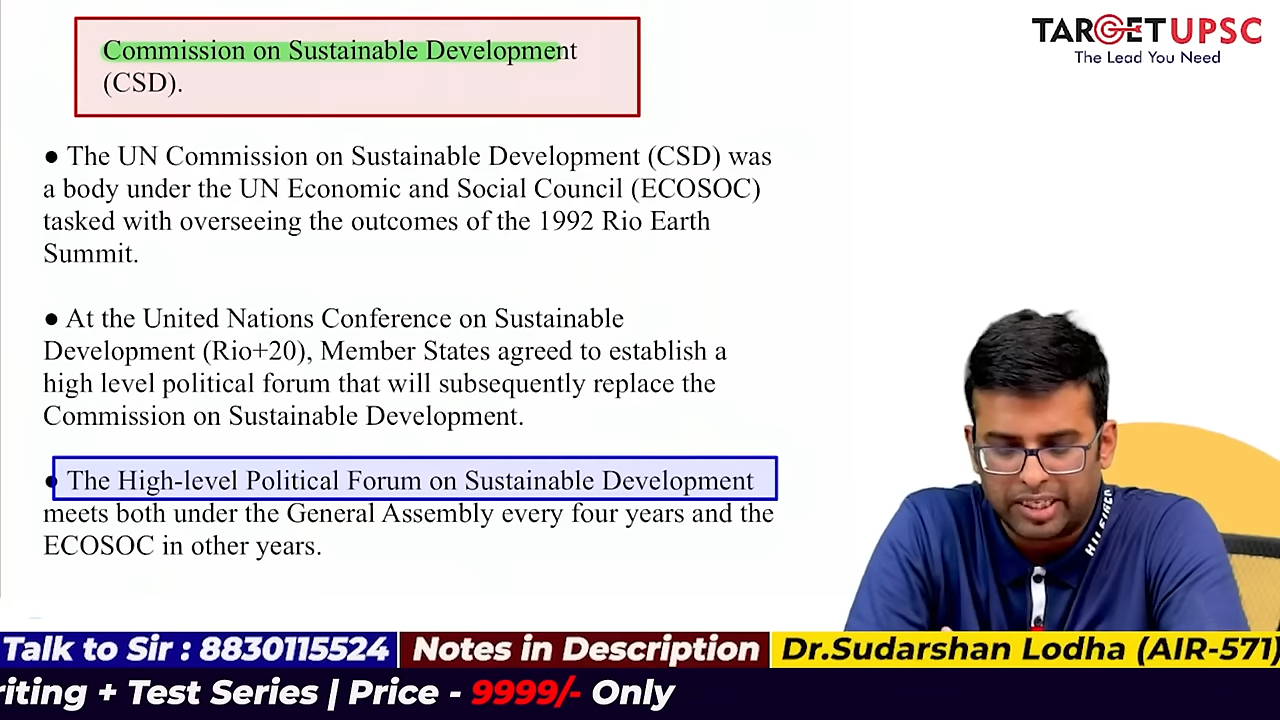 Commission on Sustainable Development
(CSD).
TARGET UPSC
The Lead You Need
● The UN Commission on Sustainable Development (CSD) was
a body under the UN Economic and Social Council (ECOSOC)
tasked with overseeing the outcomes of the 1992 Rio Earth
Summit.
● At the United Nations Conference on Sustainable
Development (Rio+20), Member States agreed to establish a
high level political forum that will subsequently replace the
Commission on Sustainable Development.
● The High-level Political Forum on Sustainable Development
meets both under the General Assembly every four years and the
ECOSOC in other years.
HILFIGER
Talk to Sir : 8830115524 Notes in Description Dr.Sudarshan Lodha (AIR-571)
riting + Test Series | Price - 9999/- Only